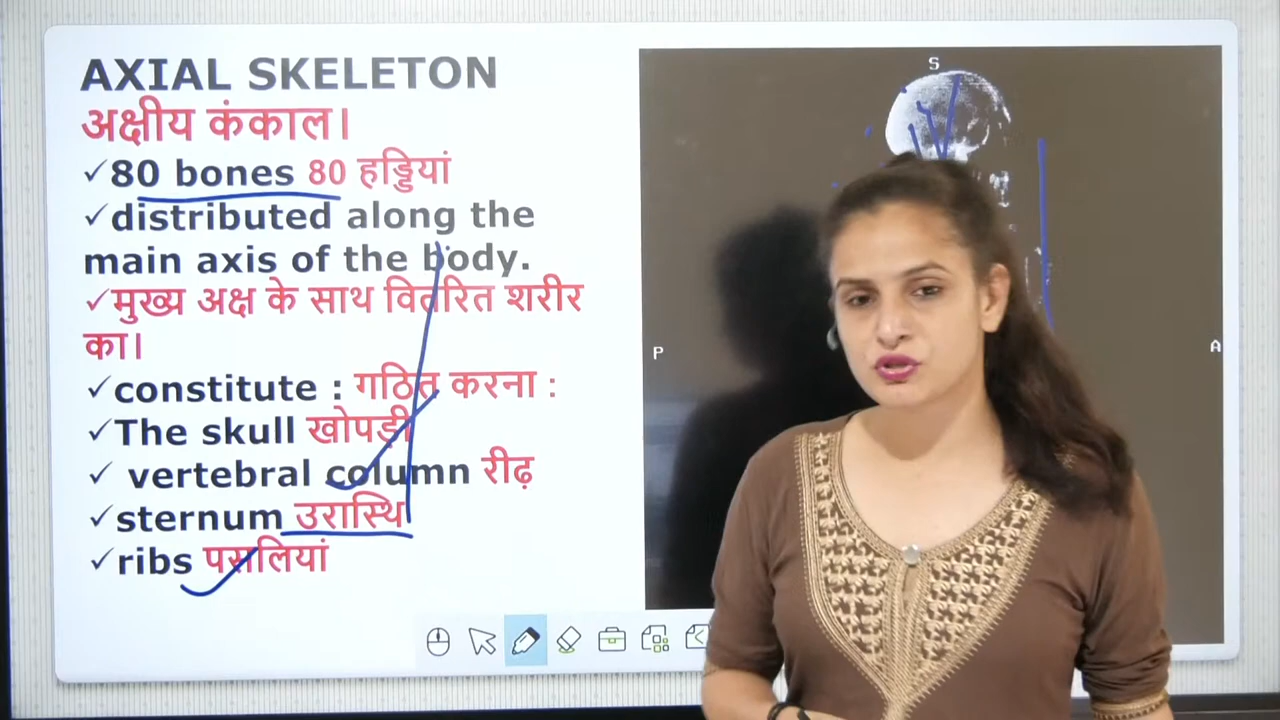 AXIAL SKELETON
अक्षीय कंकाल।
✓80 bones 80 हड्डियां
✓distributed along the
main axis of the body.
✓मुख्य अक्ष के साथ वितरित शरीर
का।
✓constitute : गठित करना :
✓The skull खोपड़ी
✓ vertebral column रीढ़
✓sternum उरास्थि
✓ribs पसलियां
S
P
A